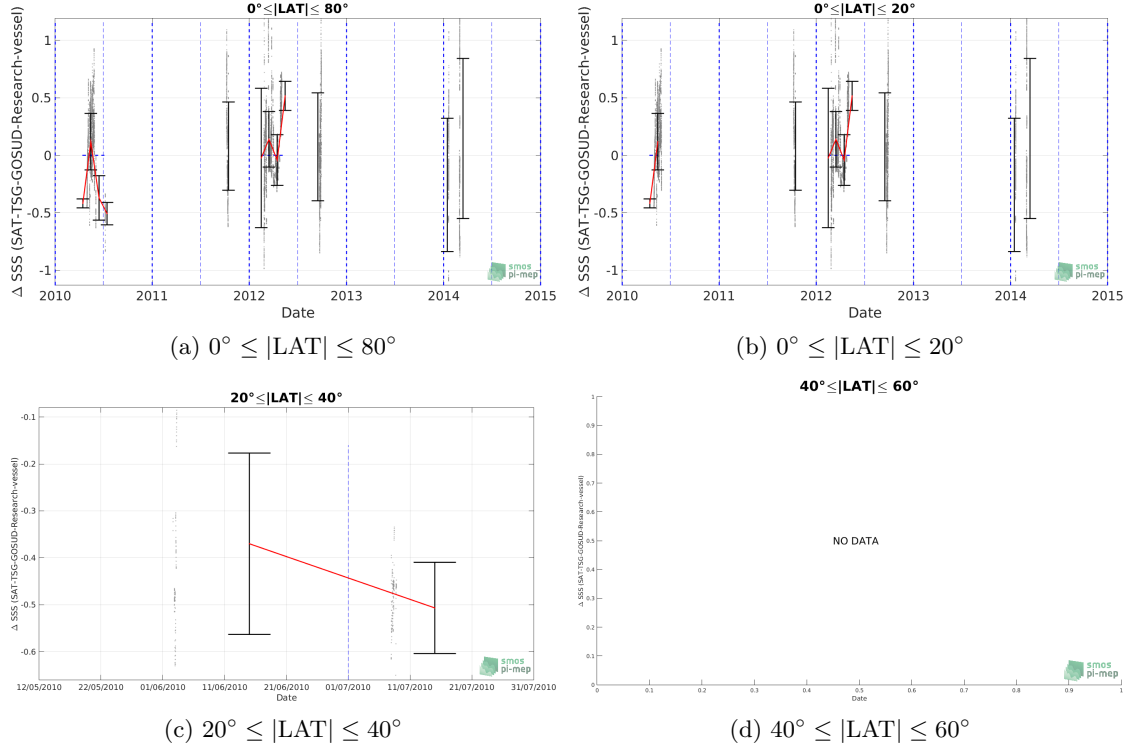 0°≤|LAT|≤ 80°
Δ SSS (SAT-TSG-GOSUD-Research-vessel)
1
0.5
0
-0.5
-1
2010 2011 2012 2013 2014 2015
Date
smos
pi-mep
(a) 0° ≤ |LAT| ≤ 80°
0°≤|LAT|≤ 20°
Δ SSS (SAT-TSG-GOSUD-Research-vessel)
1
0.5
0
-0.5
-1
2010 2011 2012 2013 2014 2015
Date
smos
pi-mep
(b) 0° ≤ |LAT| ≤ 20°
20°≤|LAT|≤ 40°
Δ SSS (SAT-TSG-GOSUD-Research-vessel)
-0.1
-0.2
-0.3
-0.4
-0.5
-0.6
12/05/2010 22/05/2010 01/06/2010 11/06/2010 21/06/2010 01/07/2010 11/07/2010 21/07/2010 31/07/2010
Date
smos
pi-mep
(c) 20° ≤ |LAT| ≤ 40°
40°≤|LAT|≤ 60°
Δ SSS (SAT-TSG-GOSUD-Research-vessel)
1
0.9
0.8
0.7
0.6
0.5
0.4
0.3
0.2
0.1
0
NO DATA
0 0.1 0.2 0.3 0.4 0.5 0.6 0.7 0.8 0.9 1
Date
smos
pi-mep
(d) 40° ≤ |LAT| ≤ 60°